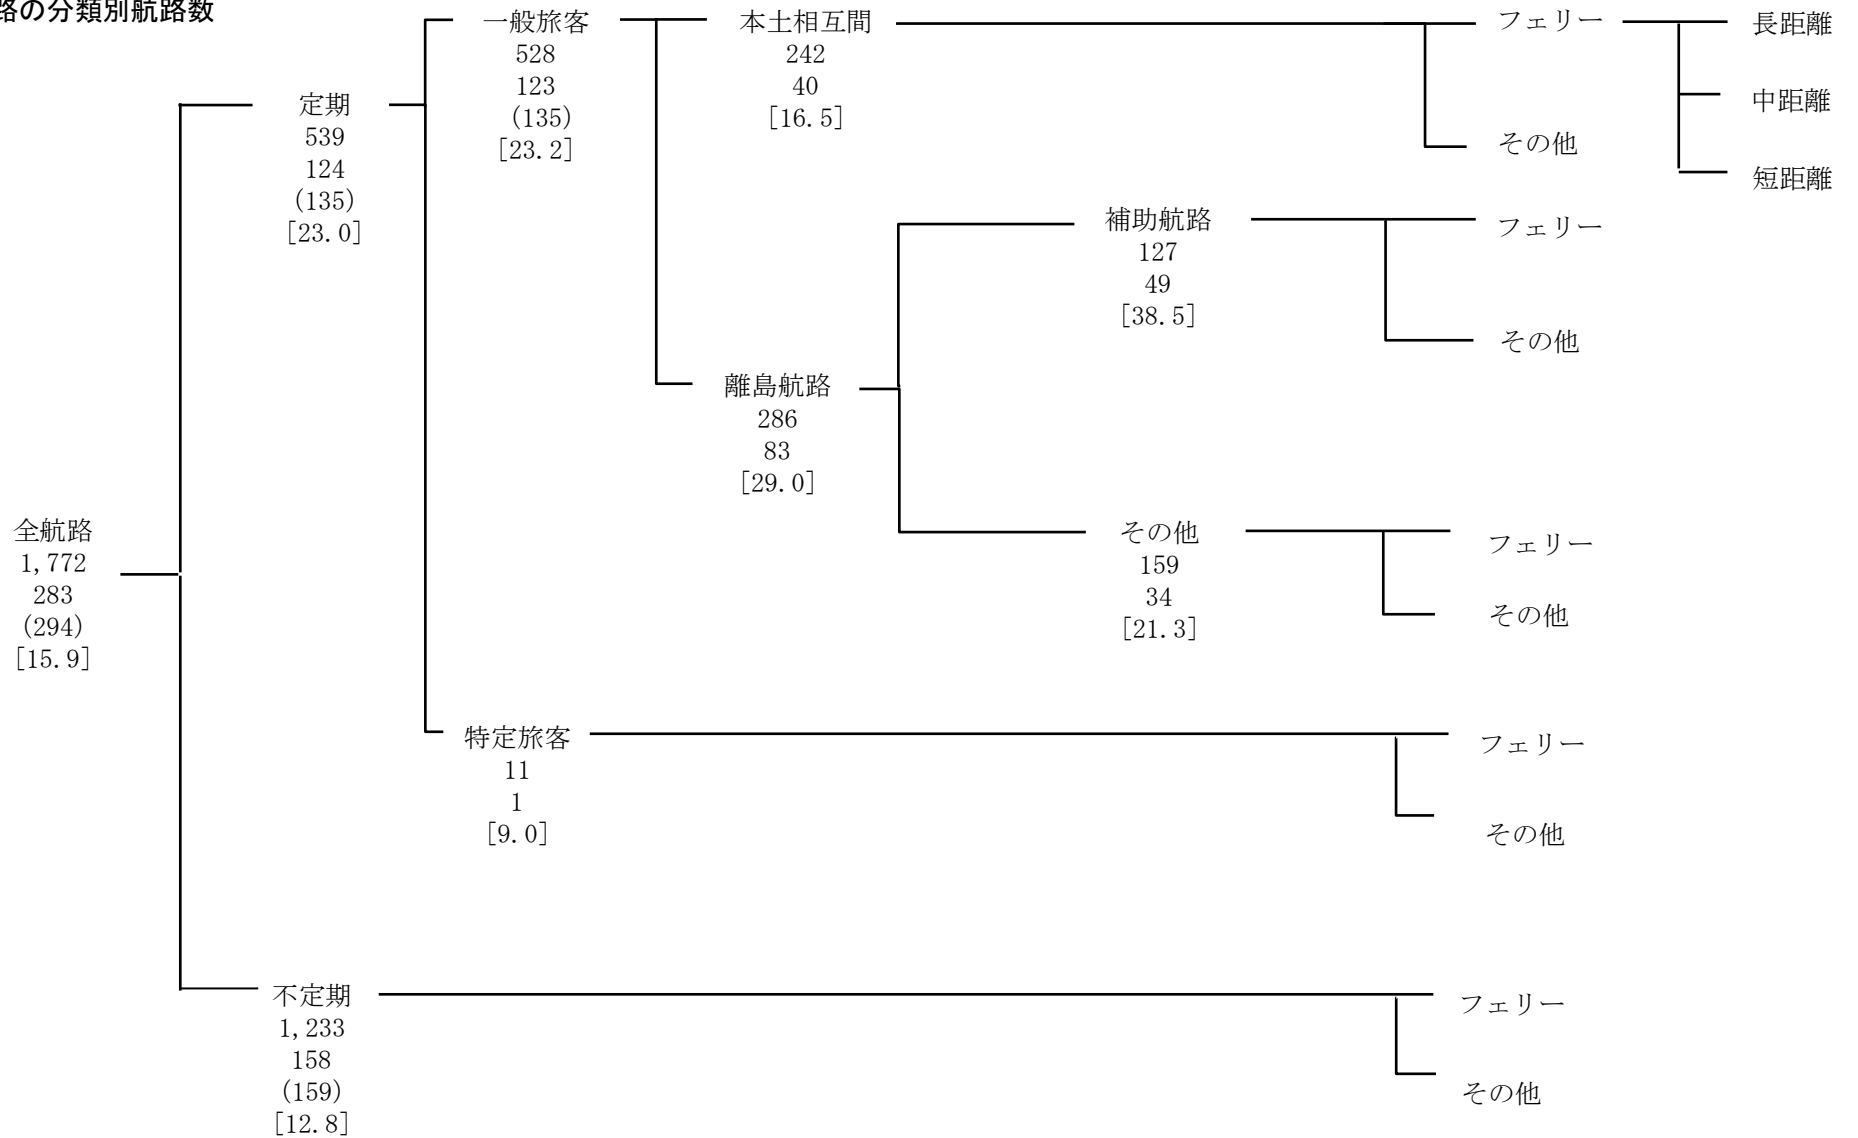 路の分類別航路数
一般旅客
528
123
(135)
[23.2]
本土相互間
242
40
[16.5]
フェリー
長距離
中距離
短距離
その他
定期
539
124
(135)
[23.0]
補助航路
127
49
[38.5]
フェリー
その他
離島航路
286
83
[29.0]
その他
159
34
[21.3]
フェリー
その他
全航路
1,772
283
(294)
[15.9]
特定旅客
11
1
[9.0]
フェリー
その他
不定期
1,233
158
(159)
[12.8]
フェリー
その他